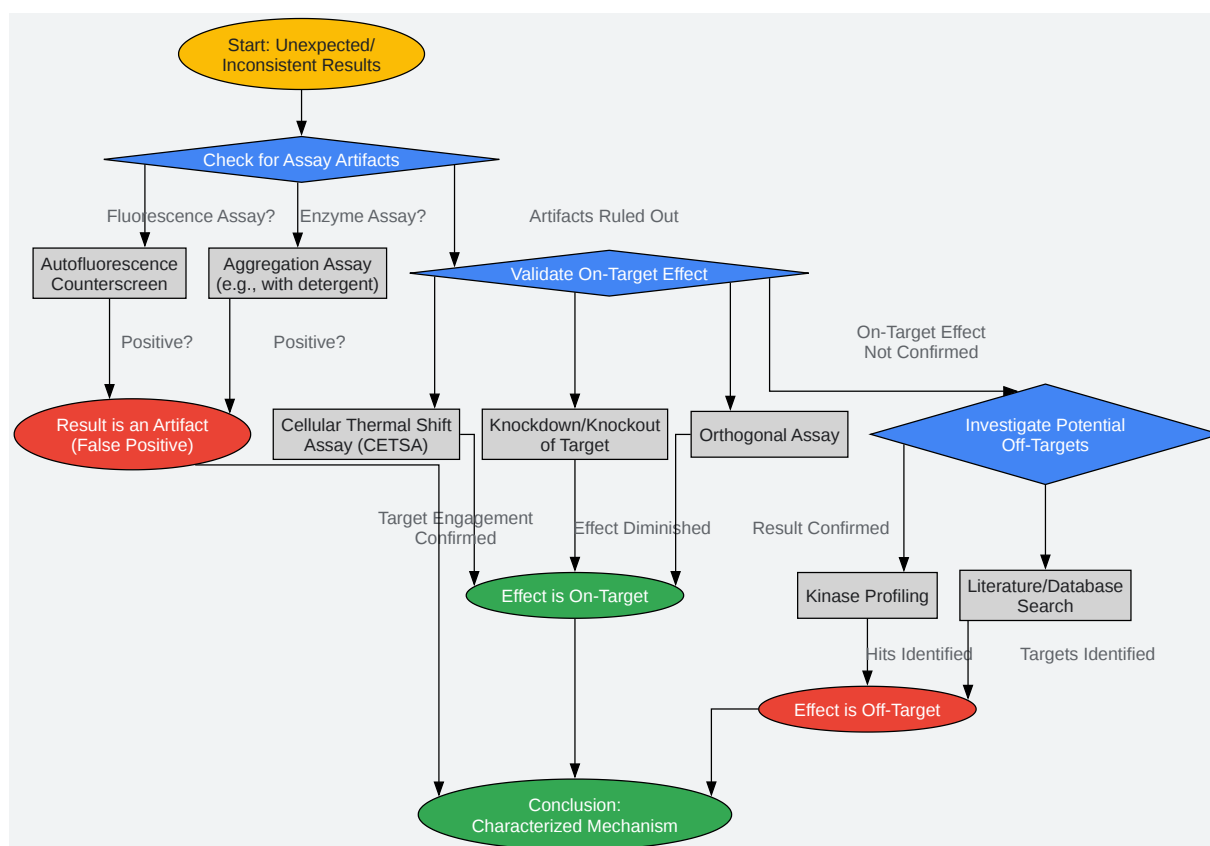 Start: Unexpected/
Inconsistent Results
Check for Assay Artifacts
Fluorescence Assay?
Enzyme Assay?
Artifacts Ruled Out
Autofluorescence
Counterscreen
Aggregation Assay
(e.g., with detergent)
Validate On-Target Effect
Positive?
Positive?
On-Target Effect
Not Confirmed
Result is an Artifact
(False Positive)
Cellular Thermal Shift
Assay (CETSA)
Knockdown/Knockout
of Target
Orthogonal Assay
Investigate Potential
Off-Targets
Target Engagement
Confirmed
Effect Diminished
Result Confirmed
Effect is On-Target
Kinase Profiling
Literature/Database
Search
Hits Identified
Targets Identified
Effect is Off-Target
Conclusion:
Characterized Mechanism